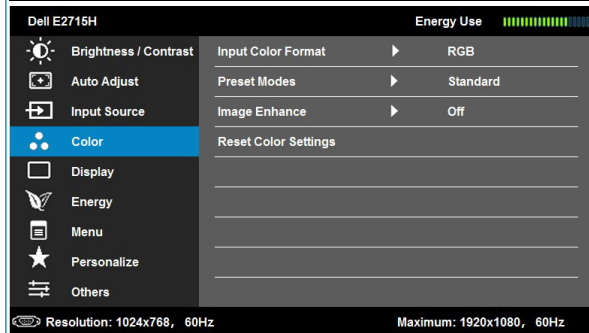 Dell E2715H Energy Use
Brightness / Contrast Input Color Format RGB
Auto Adjust Preset Modes Standard
Input Source Image Enhance Off
Color Reset Color Settings
Display
Energy
Menu
Personalize
Others
Resolution: 1024x768, 60Hz Maximum: 1920x1080, 60Hz